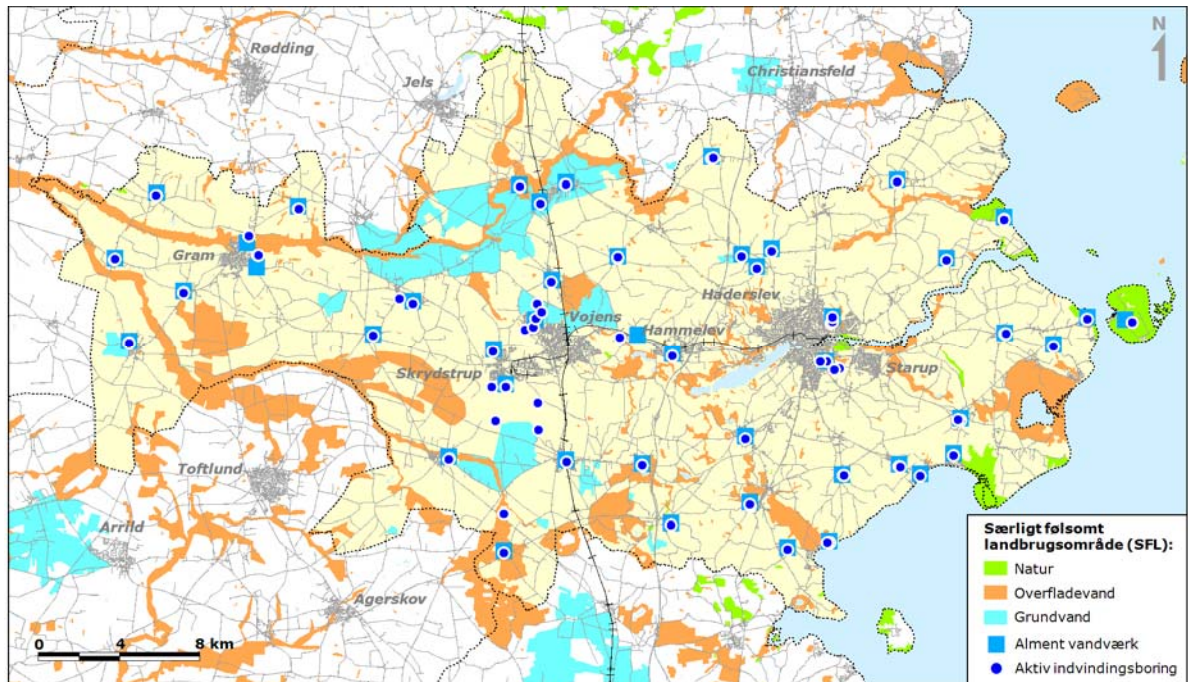 N
Rødding
Jels
Christiansfeld
Gram
Haderslev
Vojens
Hammelev
Skrydstrup
Starup
Toftlund
Arrild
Agerskov
0 4 8 km
Særligt følsomt
landbrugsområde (SFL):
Natur
Overfladevand
Grundvand
Alment vandværk
Aktiv indvindingsboring